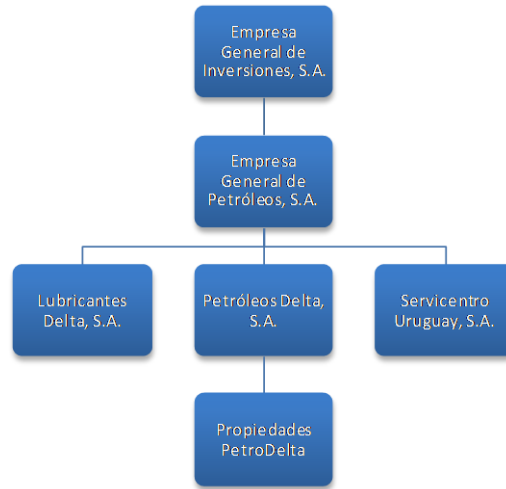 Empresa
General de
Inversiones, S.A.
Empresa
General de
Petróleos, S.A.
Lubricantes
Delta, S.A.
Petróleos Delta,
S.A.
Servicentro
Uruguay, S.A.
Propiedades
PetroDelta